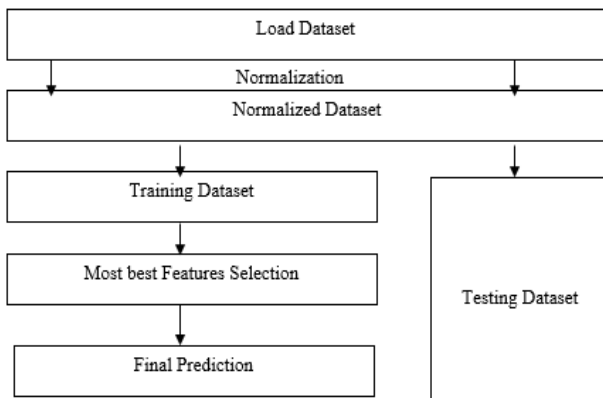 Load Dataset
Normalization
Normalized Dataset
Training Dataset
Most best Features Selection
Testing Dataset
Final Prediction